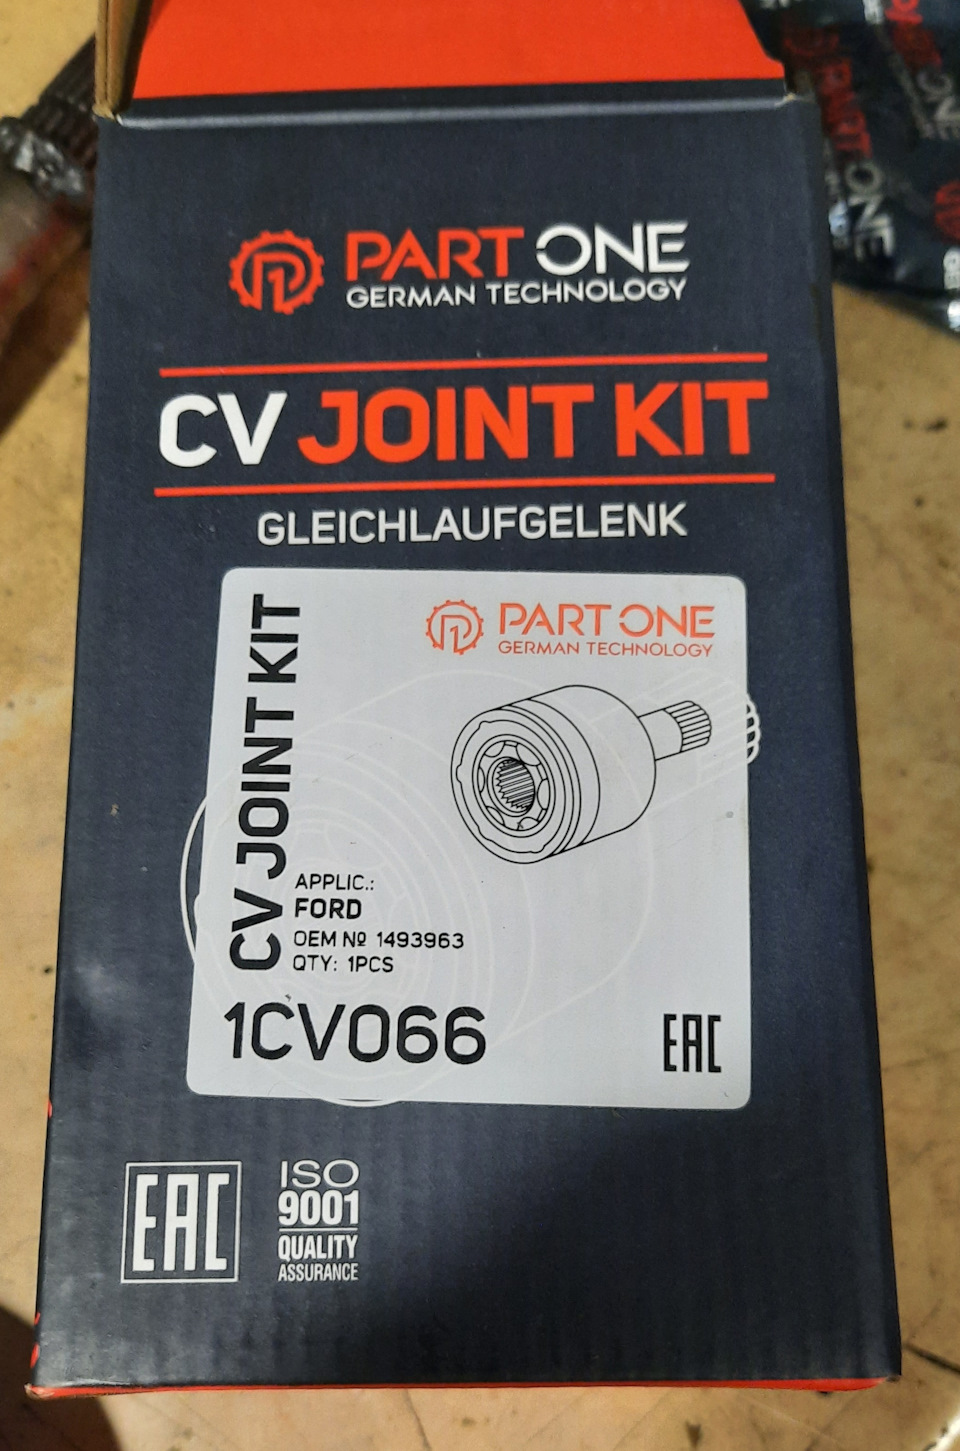 PART ONE
GERMAN TECHNOLOGY
CV JOINT KIT
GLEICHLAUFGELENK
CV JOINT KIT
PART ONE
GERMAN TECHNOLOGY
APPLIC.:
FORD
OEM № 1493963
QTY: 1PCS
1CV066
EAC
EAC
ISO
9001
QUALITY
ASSURANCE